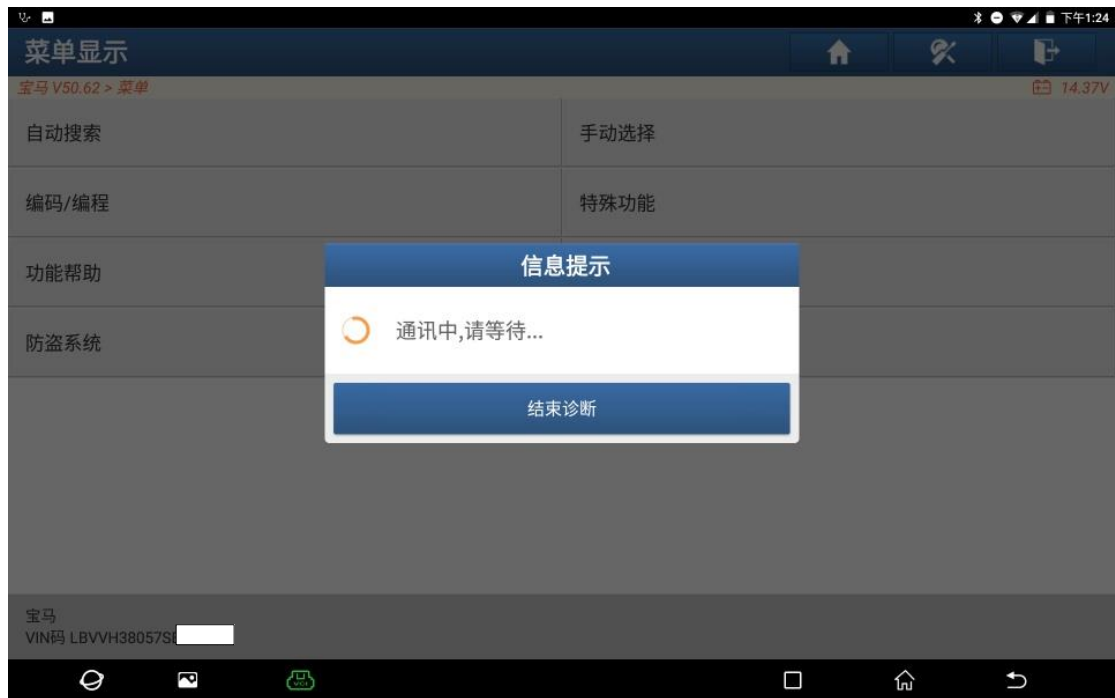 下午1:24
菜单显示
宝马 V50.62 > 菜单
14.37V
自动搜索
手动选择
编码/编程
特殊功能
功能帮助
信息提示
通讯中,请等待...
防盗系统
结束诊断
宝马
VIN码 LBVVH38057SE
VCI